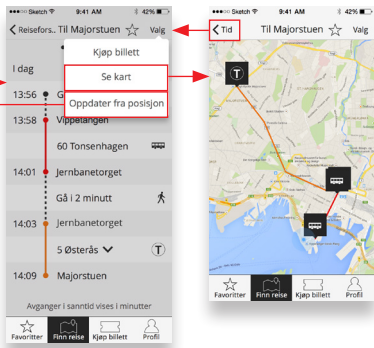 Sketch 9:41 AM 42%
Reisefors.. Til Majorstuen Valg
Kjøp billett
Se kart
Oppdater fra posisjon
I dag
13:56 G
13:58 Vippetangen
60 Tonsenhagen
14:01 Jernbanetorget
Gå i 2 minutt
14:03 Jernbanetorget
5 Østerås T
14:09 Majorstuen
Avganger i sanntid vises i minutter
Favoritter Finn reise Kjøp billett Profil
Sketch 9:41 AM 42%
Tid Til Majorstuen Valg
T
Favoritter Finn reise Kjøp billett Profil